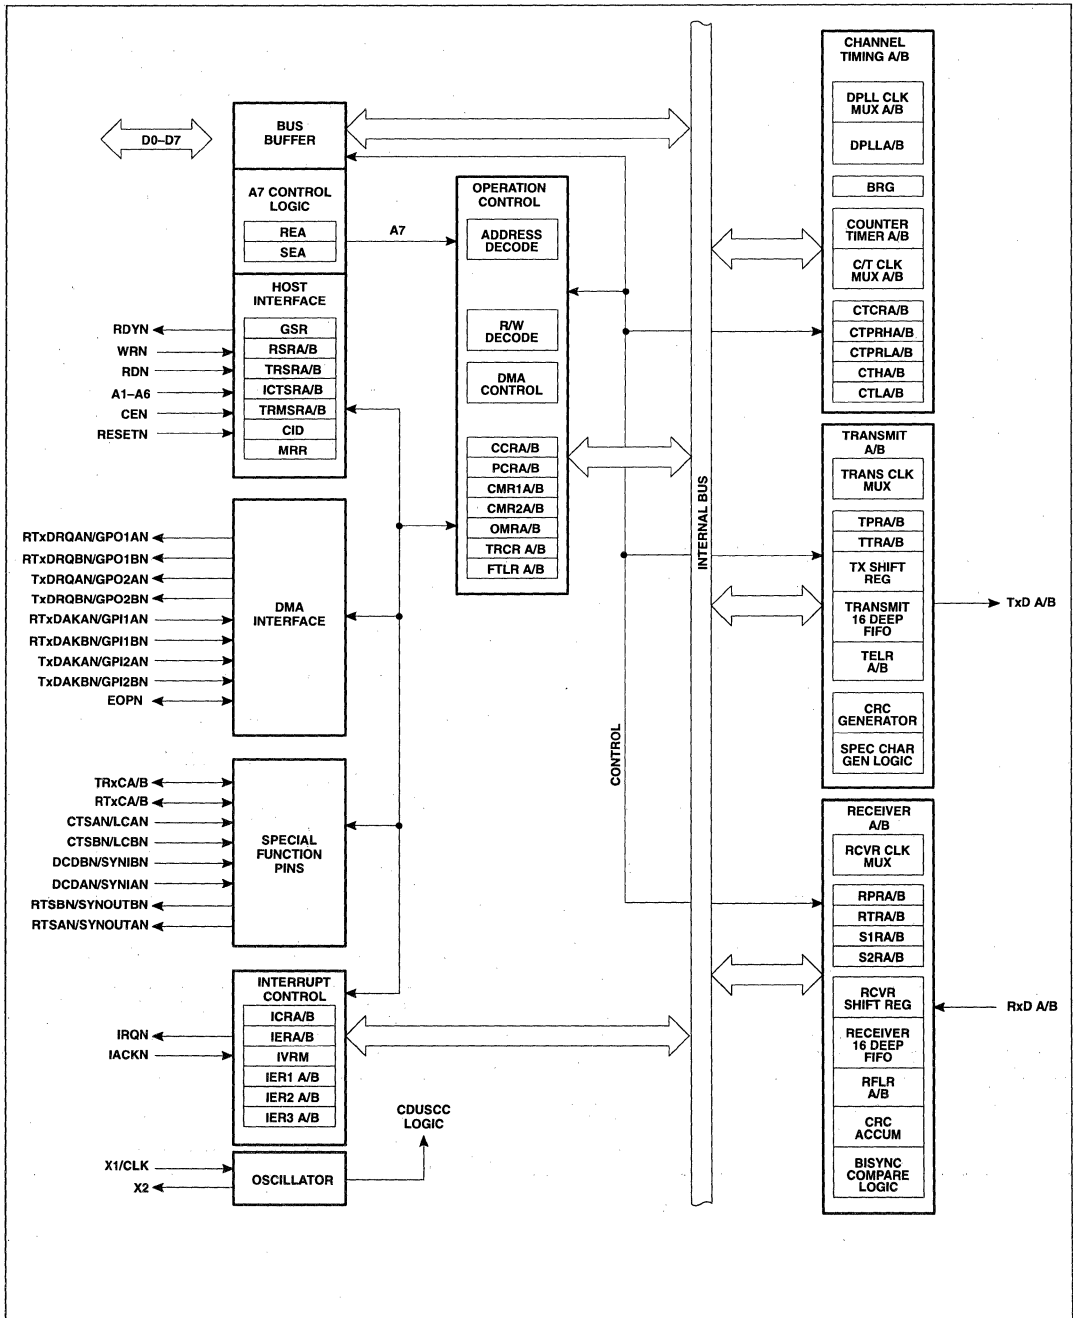 D0–D7
BUS
BUFFER
A7 CONTROL
LOGIC
REA
SEA
HOST
INTERFACE
GSR
RSRA/B
TRSRA/B
ICTSRA/B
TRMSRA/B
CID
MRR
RDYN
WRN
RDN
A1–A6
CEN
RESETN
A7
OPERATION
CONTROL
ADDRESS
DECODE
R/W
DECODE
DMA
CONTROL
CCRA/B
PCRA/B
CMR1A/B
CMR2A/B
OMRA/B
TRCR A/B
FTLR A/B
RTxDRQAN/GPO1AN
RTxDRQBN/GPO1BN
TxDRQAN/GPO2AN
TxDRQBN/GPO2BN
RTxDAKAN/GPI1AN
RTxDAKBN/GPI1BN
TxDAKAN/GPI2AN
TxDAKBN/GPI2BN
EOPN
DMA
INTERFACE
TRxCA/B
RTxCA/B
CTSAN/LCAN
CTSBN/LCBN
DCDBN/SYNIBN
DCDAN/SYNIAN
RTSBN/SYNOUTBN
RTSAN/SYNOUTAN
SPECIAL
FUNCTION
PINS
INTERRUPT
CONTROL
ICRA/B
IERA/B
IVRM
IER1 A/B
IER2 A/B
IER3 A/B
IRQN
IACKN
X1/CLK
X2
OSCILLATOR
CDUSCC
LOGIC
CONTROL
INTERNAL BUS
CHANNEL
TIMING A/B
DPLL CLK
MUX A/B
DPLLA/B
BRG
COUNTER
TIMER A/B
C/T CLK
MUX A/B
CTCRA/B
CTPRHA/B
CTPRLA/B
CTHA/B
CTLA/B
TRANSMIT
A/B
TRANS CLK
MUX
TPRA/B
TTRA/B
TX SHIFT
REG
TRANSMIT
16 DEEP
FIFO
TELR
A/B
CRC
GENERATOR
SPEC CHAR
GEN LOGIC
TxD A/B
RECEIVER
A/B
RCVR CLK
MUX
RPRA/B
RTRA/B
S1RA/B
S2RA/B
RCVR
SHIFT REG
RECEIVER
16 DEEP
FIFO
RFLR
A/B
CRC
ACCUM
BISYNC
COMPARE
LOGIC
RxD A/B